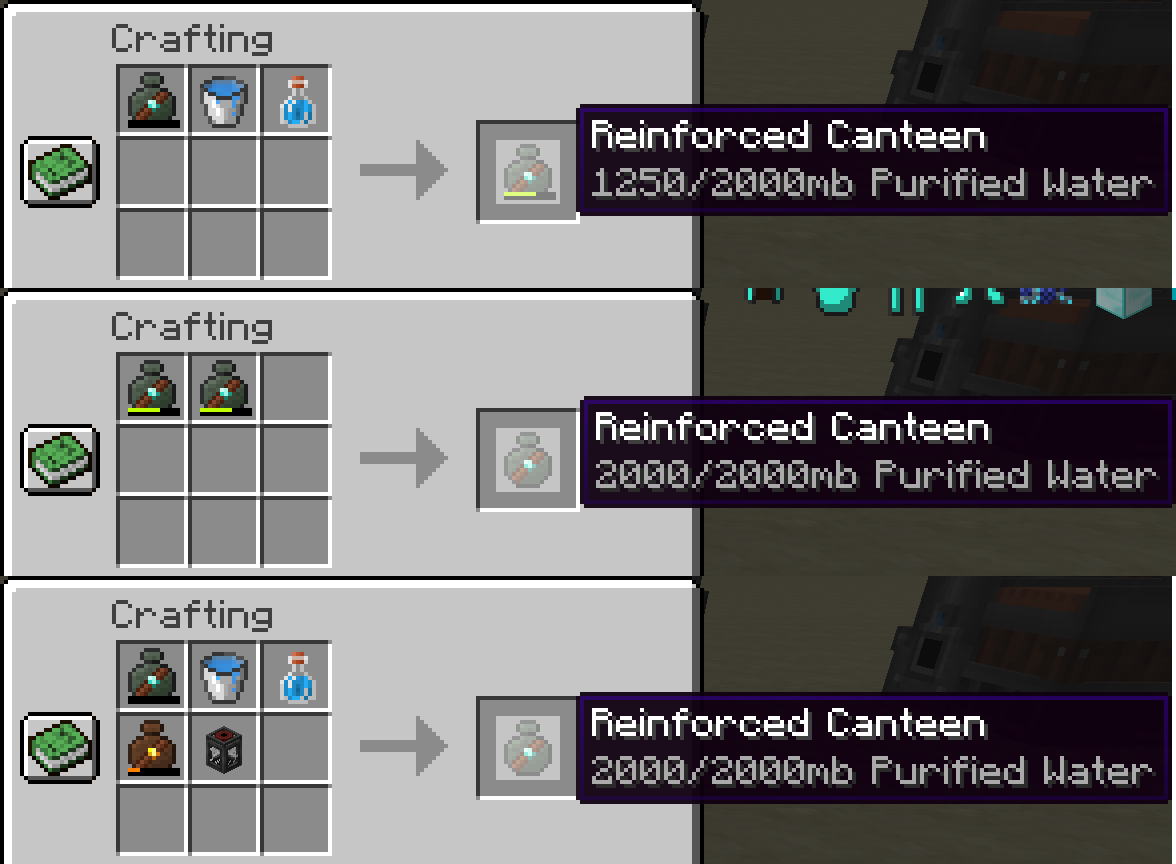 Crafting
Reinforced Canteen
1250/2000mb Purified Water
Crafting
Reinforced Canteen
2000/2000mb Purified Water
Crafting
Reinforced Canteen
2000/2000mb Purified Water